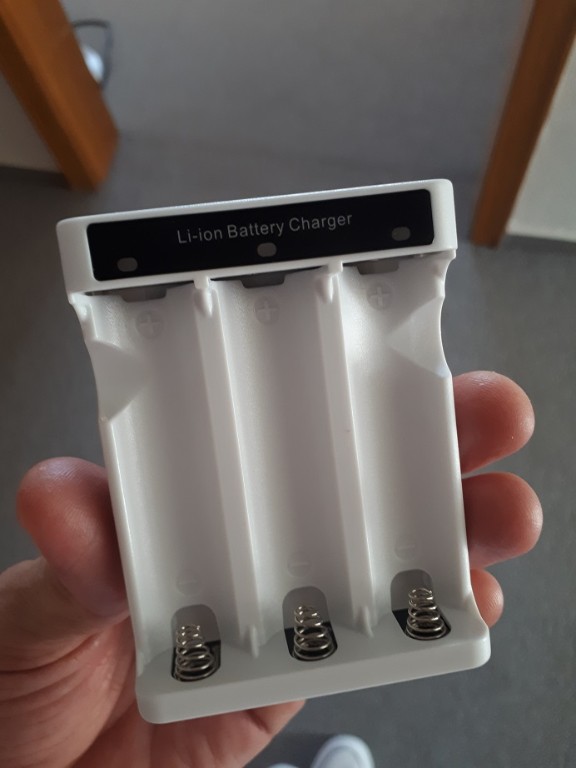 Li-ion Battery Charger
+ + +
- - -